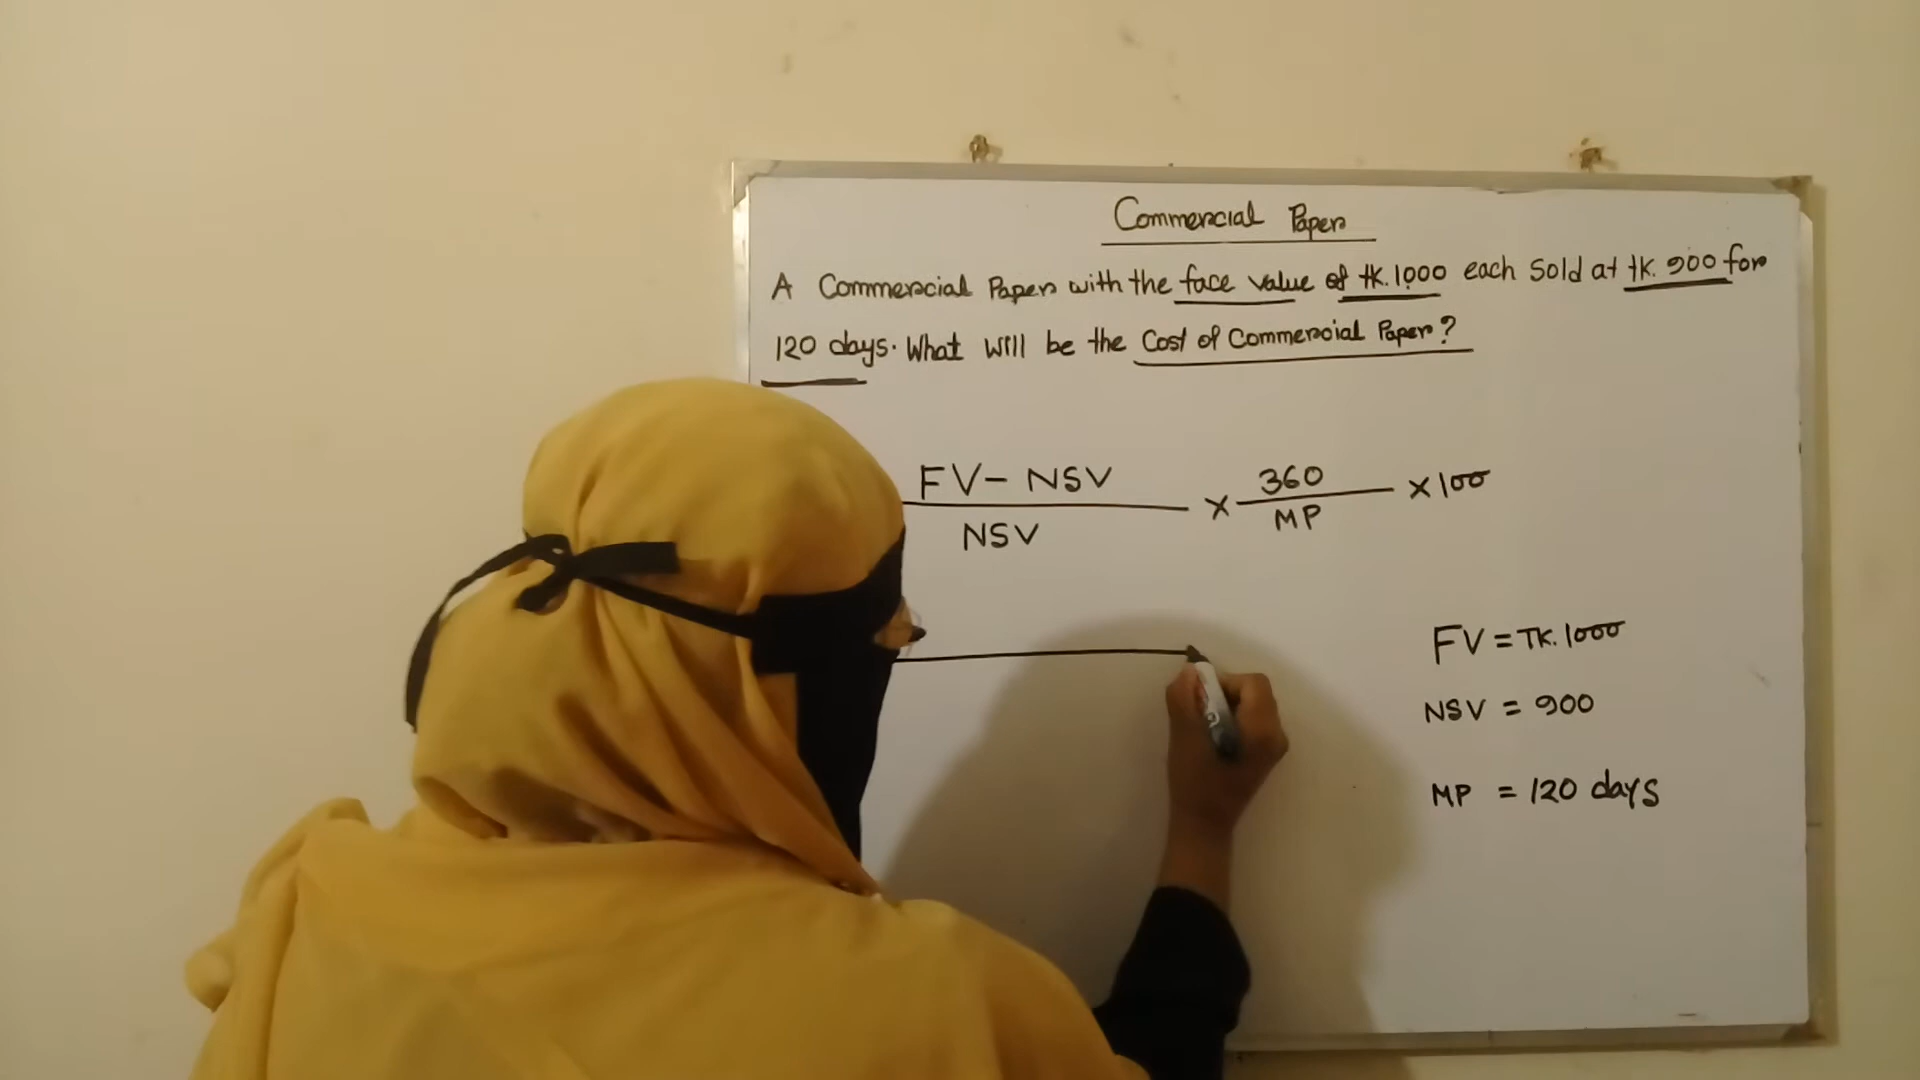 Commercial Paper
A Commercial Paper with the face value of tk.1000 each Sold at tk. 900 for
120 days. What will be the Cost of Commercial Paper?
FV - NSV
NSV
× 360
MP
× 100
FV = TK. 1000
NSV = 900
MP = 120 days